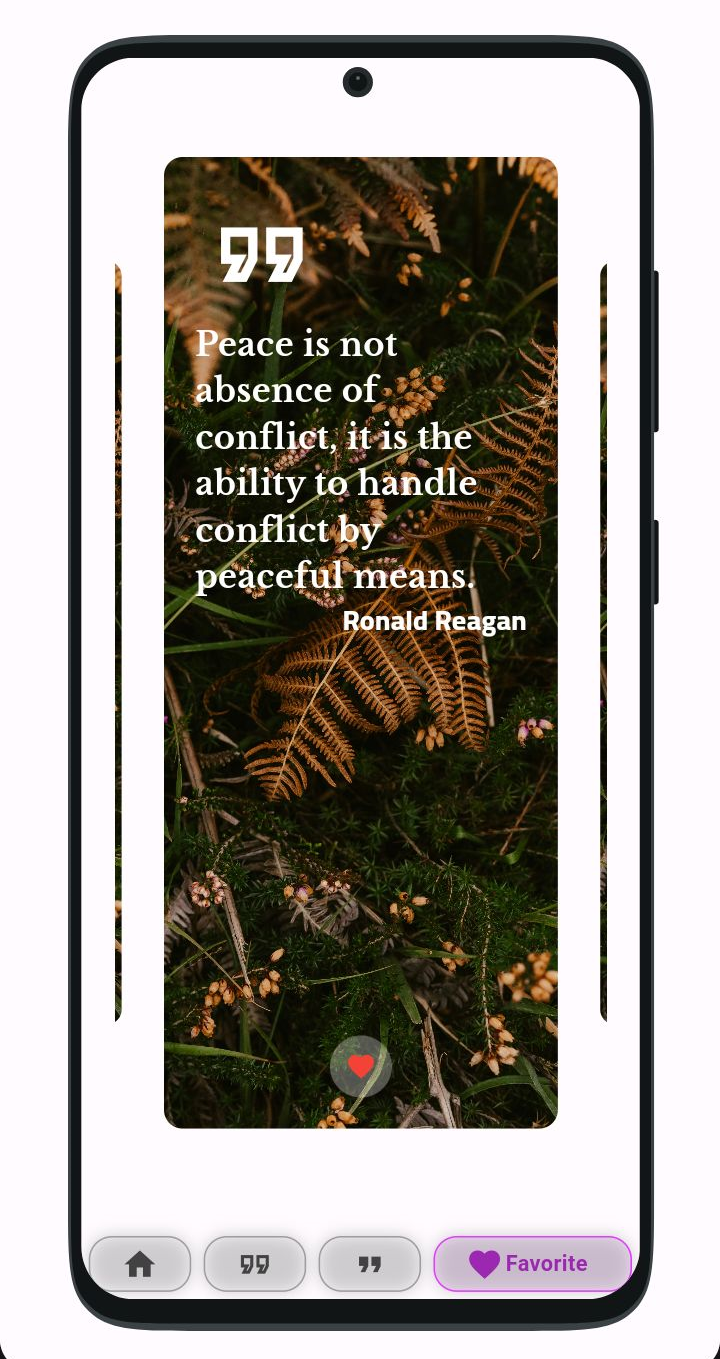 Peace is not
absence of
conflict, it is the
ability to handle
conflict by
peaceful means.
Ronald Reagan
Favorite